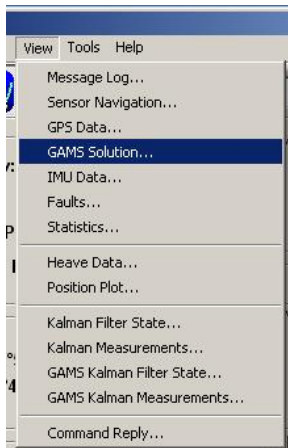 View Tools Help
Message Log...
Sensor Navigation...
GPS Data...
GAMS Solution...
IMU Data...
Faults...
Statistics...
Heave Data...
Position Plot...
Kalman Filter State...
Kalman Measurements...
GAMS Kalman Filter State...
GAMS Kalman Measurements...
Command Reply...